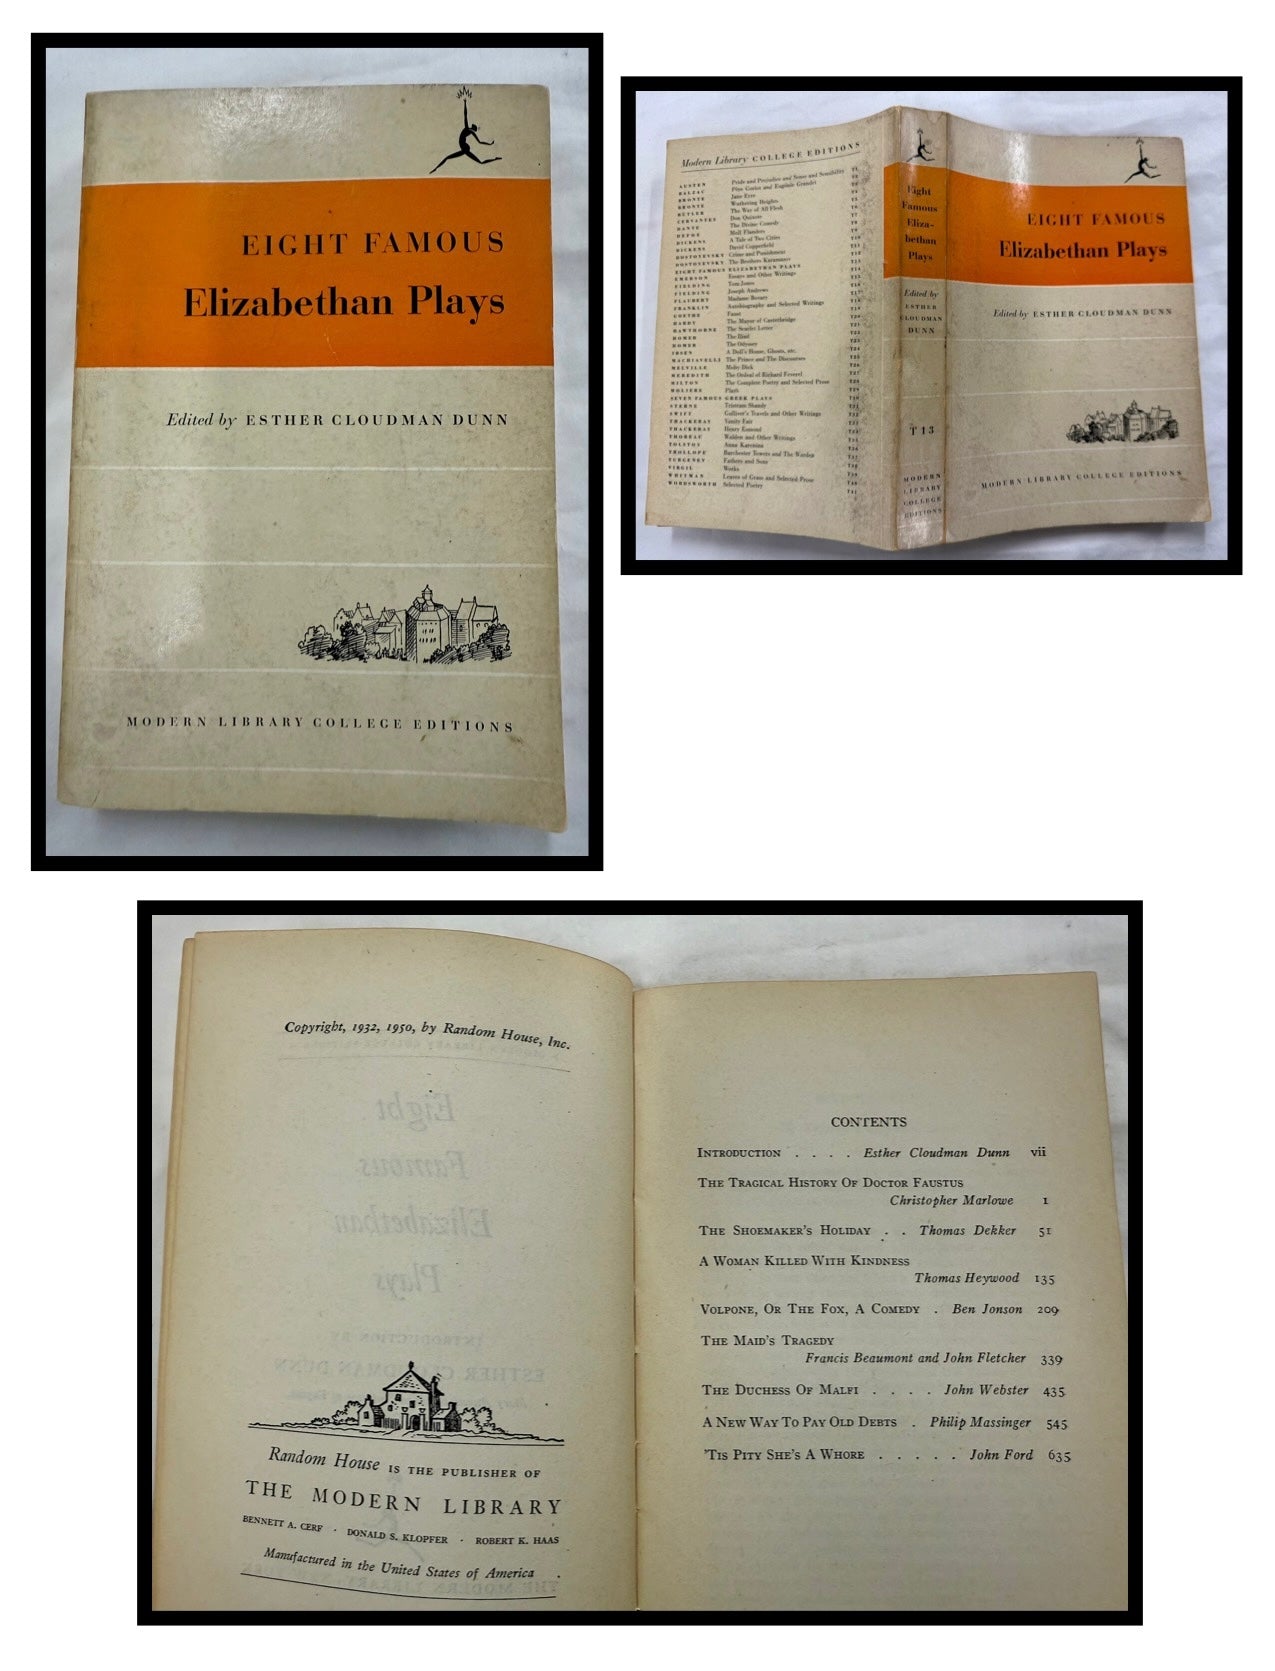 EIGHT FAMOUS
Elizabethan Plays
Edited by ESTHER CLOUDMAN DUNN
MODERN LIBRARY COLLEGE EDITIONS
Modern Library COLLEGE EDITIONS
AUSTEN Pride and Prejudice and Sense and Sensibility T1
BALZAC Père Goriot and Eugénie Grandet
BRONTE Jane Eyre
BRONTE Wuthering Heights
BUTLER The Way of All Flesh
CERVANTES Don Quixote
DANTE The Divine Comedy
DEFOE Moll Flanders
DICKENS A Tale of Two Cities
DICKENS David Copperfield
DOSTOYEVSKY Crime and Punishment
DOSTOYEVSKY The Brothers Karamazov
EIGHT FAMOUS ELIZABETHAN PLAYS
EMERSON Essays and Other Writings
FIELDING Tom Jones
FIELDING Joseph Andrews
FLAUBERT Madame Bovary
FRANKLIN Autobiography and Selected Writings
GOETHE Faust
HARDY The Mayor of Casterbridge
HAWTHORNE The Scarlet Letter
HOMER The Iliad
HOMER The Odyssey
IBSEN A Doll's House, Ghosts, etc.
MACHIAVELLI The Prince and The Discourses
MELVILLE Moby Dick
MEREDITH The Ordeal of Richard Feverel
MILTON The Complete Poetry and Selected Prose
MOLIERE Plays
SEVEN FAMOUS GREEK PLAYS
STERNE Tristram Shandy
SWIFT Gulliver's Travels and Other Writings
THACKERAY Vanity Fair
THACKERAY Henry Esmond
THOREAU Walden and Other Writings
TOLSTOY Anna Karenina
TROLLOPE Barchester Towers and The Warden
TURGENEV Fathers and Sons
VIRGIL Works
WHITMAN Leaves of Grass and Selected Prose
WORDSWORTH Selected Poetry
Eight
Famous
Eliza-
bethan
Plays
Edited by
ESTHER
CLOUDMAN
DUNN
T 13
MODERN
LIBRARY
COLLEGE
EDITIONS
EIGHT FAMOUS
Elizabethan Plays
Edited by ESTHER CLOUDMAN DUNN
MODERN LIBRARY COLLEGE EDITIONS
Copyright, 1932, 1950, by Random House, Inc.
Random House IS THE PUBLISHER OF
THE MODERN LIBRARY
BENNETT A. CERF · DONALD S. KLOPFER · ROBERT K. HAAS
Manufactured in the United States of America
CONTENTS
INTRODUCTION . . . . Esther Cloudman Dunn vii
THE TRAGICAL HISTORY OF DOCTOR FAUSTUS
Christopher Marlowe 1
THE SHOEMAKER'S HOLIDAY . . Thomas Dekker 51
A WOMAN KILLED WITH KINDNESS
Thomas Heywood 135
VOLPONE, OR THE FOX, A COMEDY . Ben Jonson 209
THE MAID'S TRAGEDY
Francis Beaumont and John Fletcher 339
THE DUCHESS OF MALFI . . . . John Webster 435
A NEW WAY TO PAY OLD DEBTS . Philip Massinger 545
'TIS PITY SHE'S A WHORE . . . . . John Ford 635